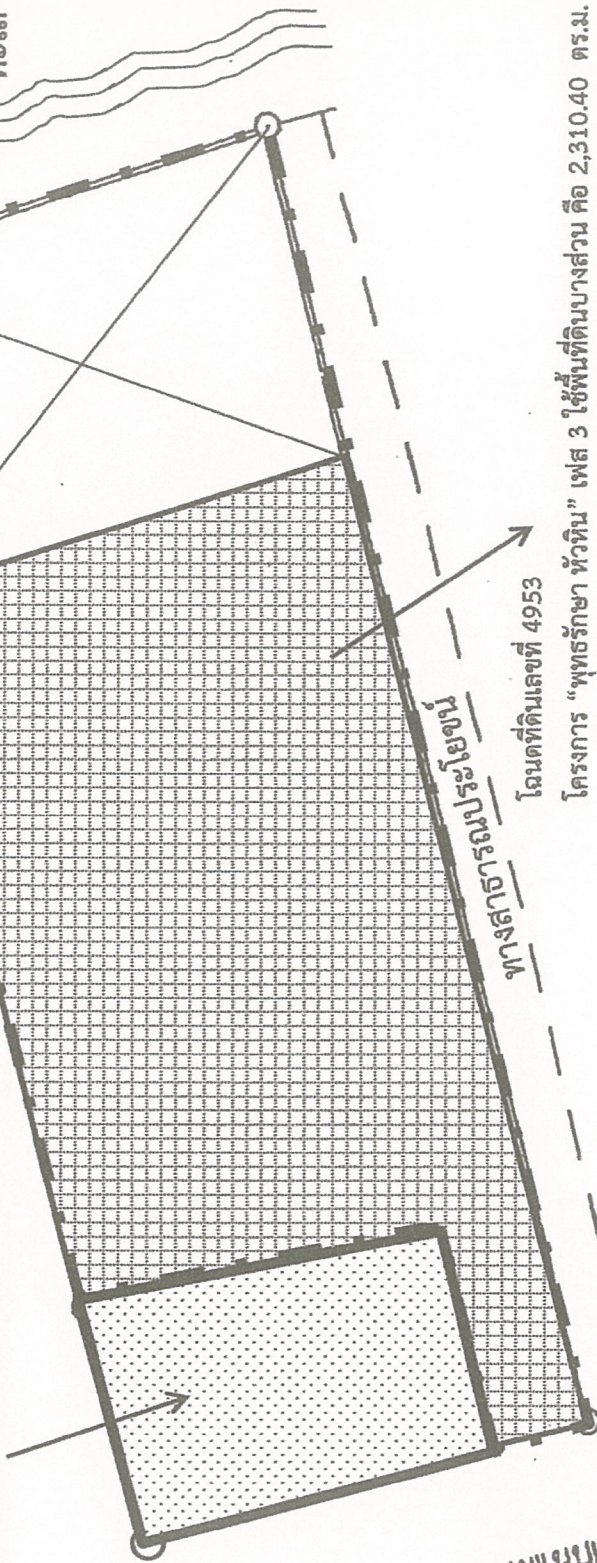 ทางสาธารณประโยชน์
โฉนดที่ดินเลขที่ 4953
โครงการ “พุทธรักษา หัวหิน” เฟส 3 ใช้พื้นที่ดินบางส่วน คือ 2,310.40 ตร.ม.